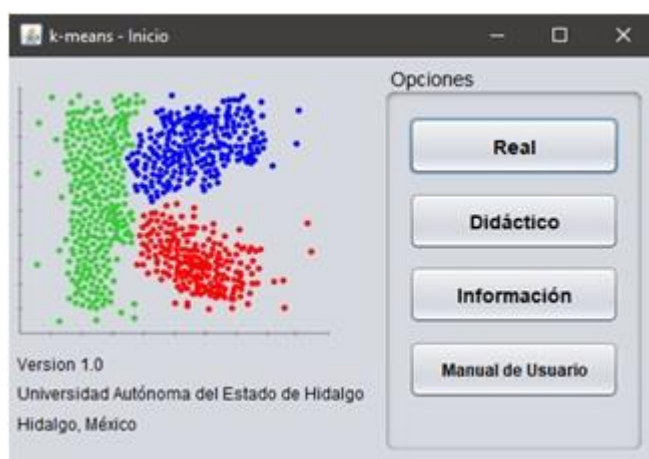 k-means - Inicio
Opciones
Real
Didáctico
Información
Manual de Usuario
Version 1.0
Universidad Autónoma del Estado de Hidalgo
Hidalgo, México